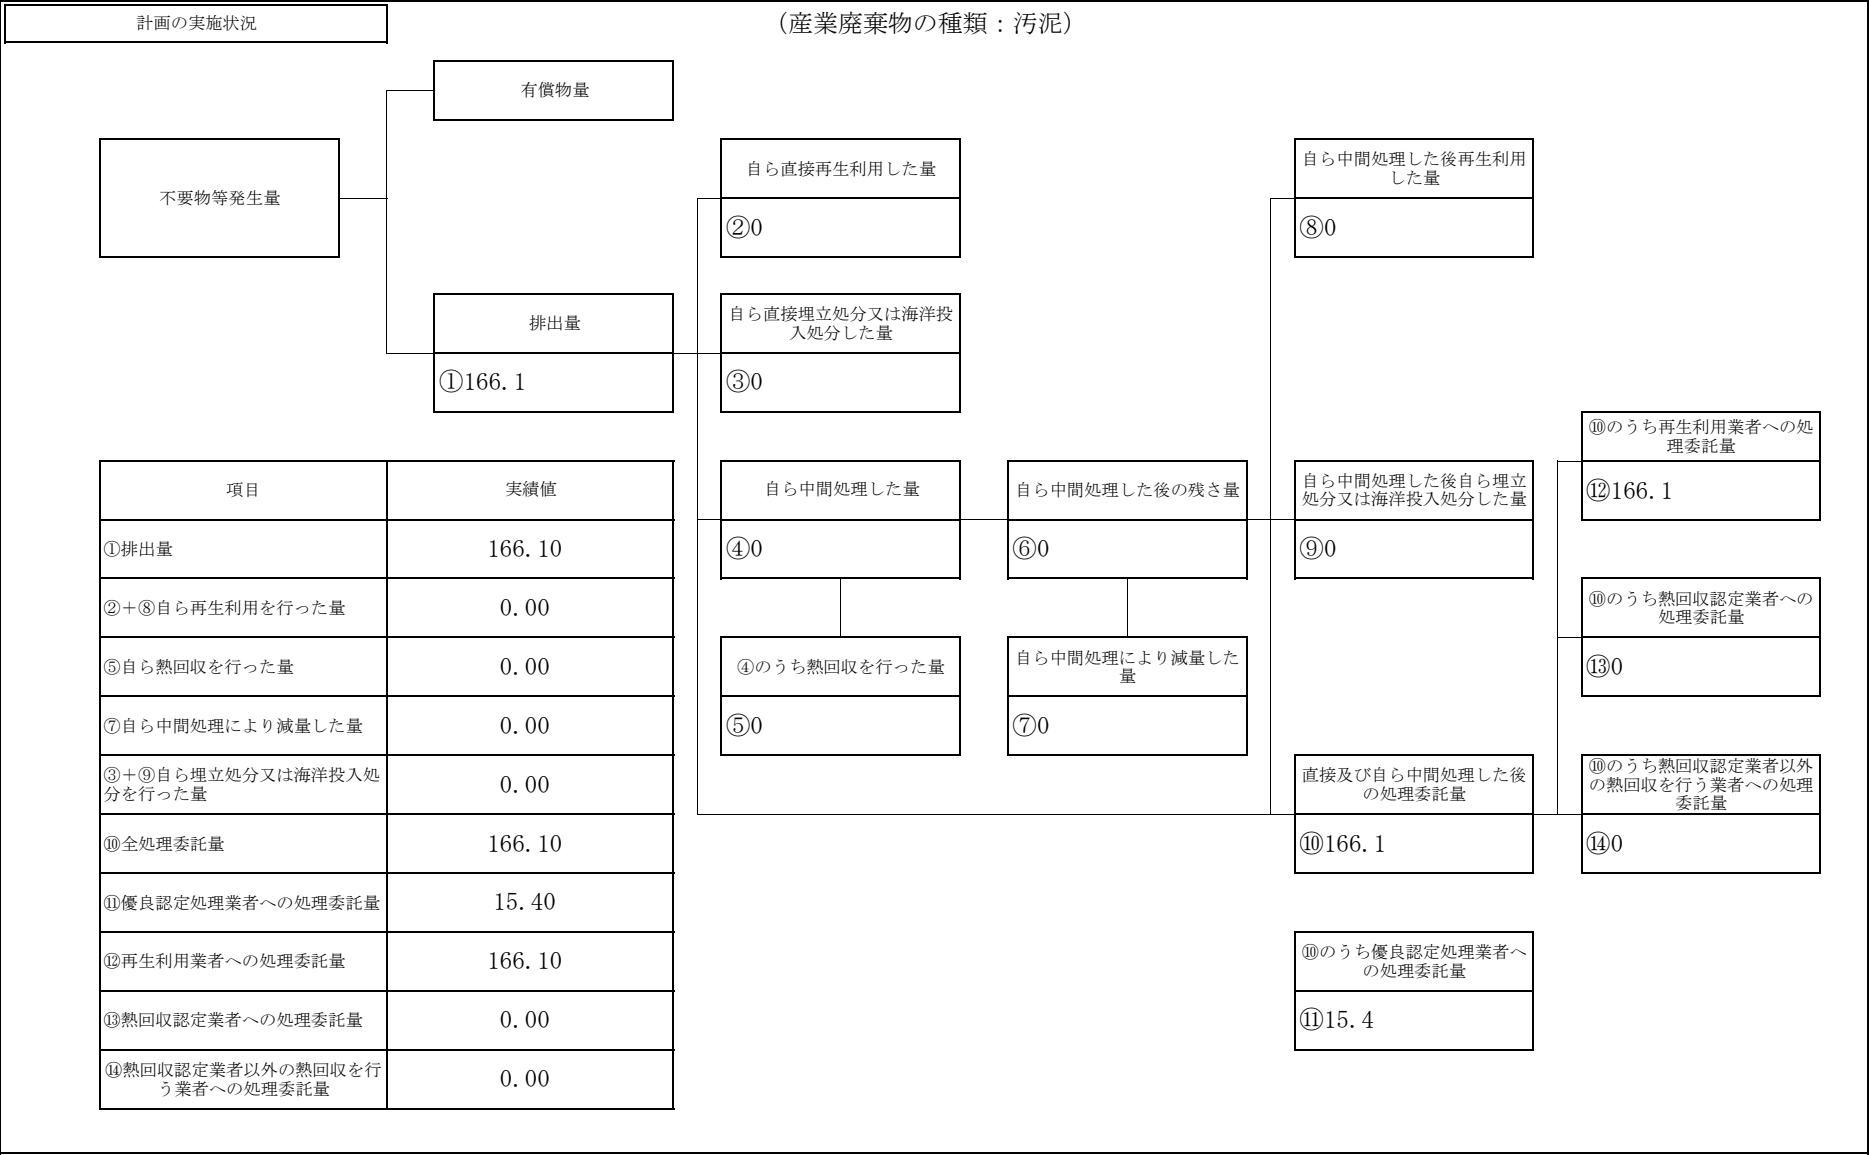 計画の実施状況
（産業廃棄物の種類：汚泥）
有償物量
不要物等発生量
排出量
①166.1
自ら直接再生利用した量
②0
自ら直接埋立処分又は海洋投
入処分した量
③0
自ら中間処理した後再生利用
した量
⑧0
項目
実績値
①排出量
166.10
②＋⑧自ら再生利用を行った量
0.00
⑤自ら熱回収を行った量
0.00
⑦自ら中間処理により減量した量
0.00
③＋⑨自ら埋立処分又は海洋投入処
分を行った量
0.00
⑩全処理委託量
166.10
⑪優良認定処理業者への処理委託量
15.40
⑫再生利用業者への処理委託量
166.10
⑬熱回収認定業者への処理委託量
0.00
⑭熱回収認定業者以外の熱回収を行
う業者への処理委託量
0.00
自ら中間処理した量
④0
④のうち熱回収を行った量
⑤0
自ら中間処理した後の残さ量
⑥0
自ら中間処理により減量した
量
⑦0
自ら中間処理した後自ら埋立
処分又は海洋投入処分した量
⑨0
直接及び自ら中間処理した後
の処理委託量
⑩166.1
⑩のうち優良認定処理業者へ
の処理委託量
⑪15.4
⑩のうち再生利用業者への処
理委託量
⑫166.1
⑩のうち熱回収認定業者への
処理委託量
⑬0
⑩のうち熱回収認定業者以外
の熱回収を行う業者への処理
委託量
⑭0